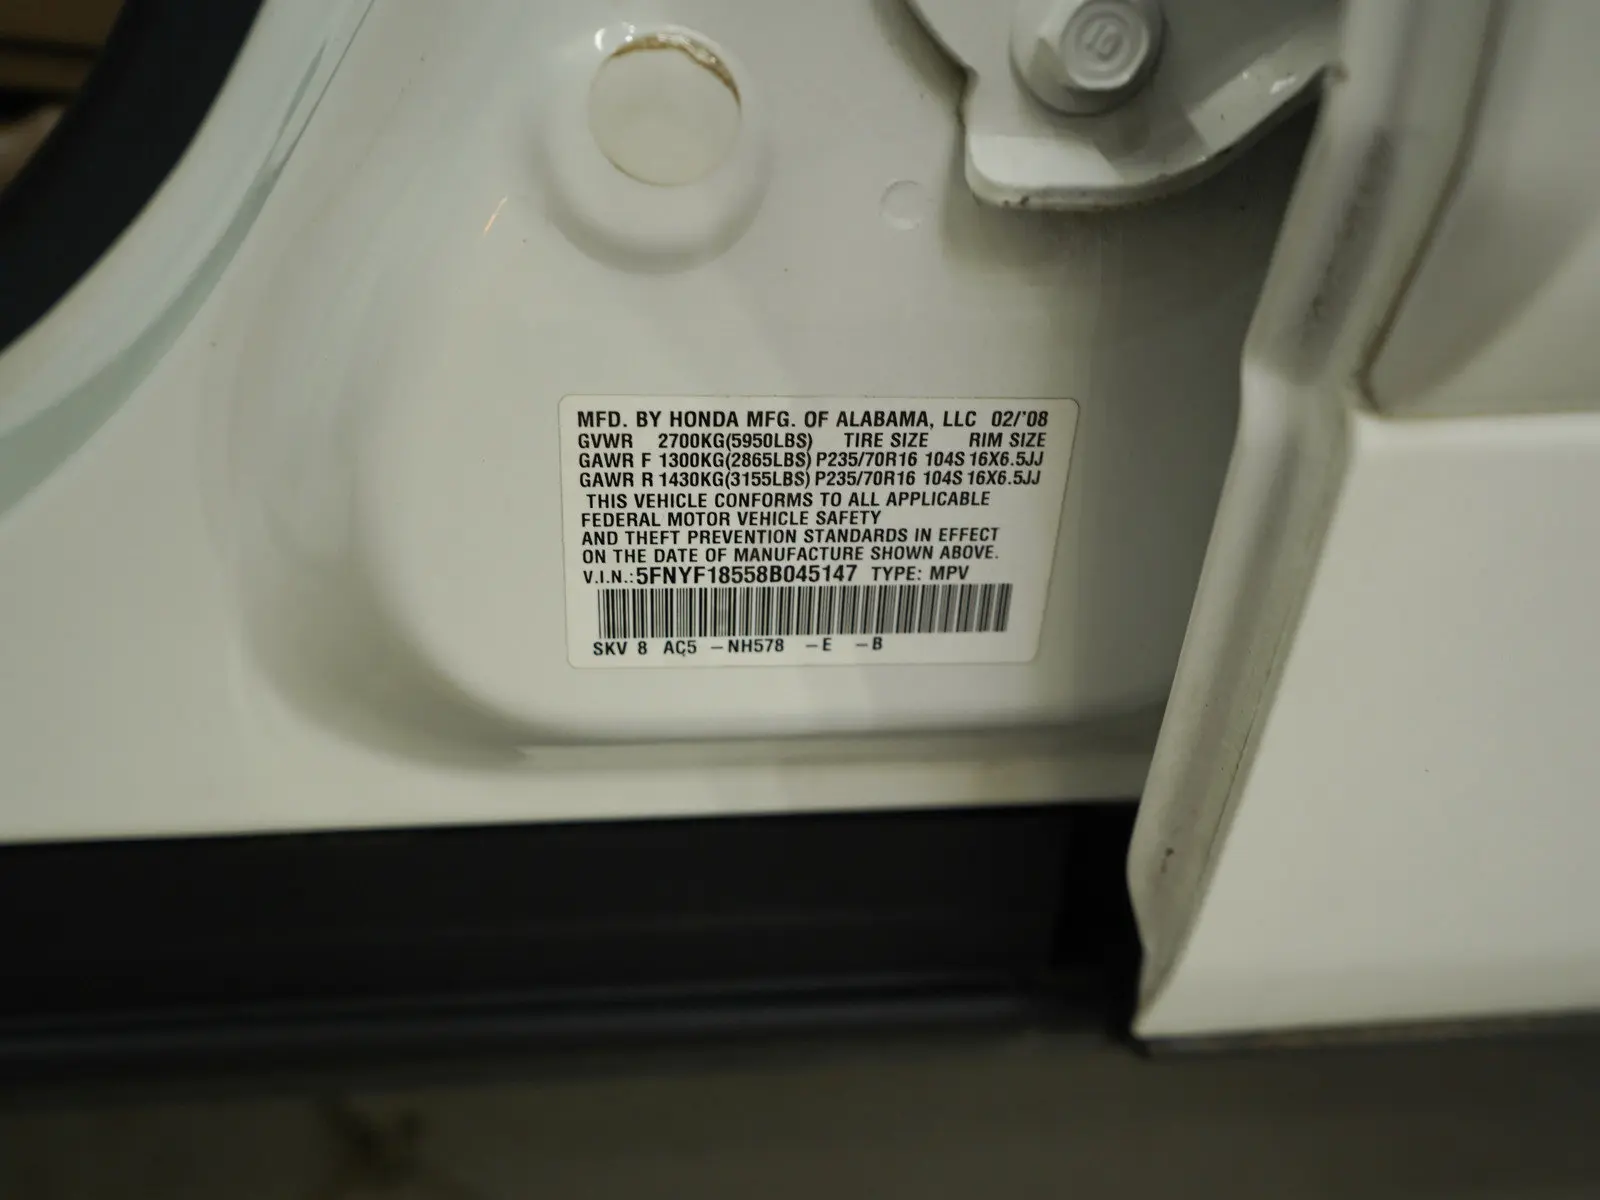 MFD. BY HONDA MFG. OF ALABAMA, LLC 02/'08
GVWR 2700KG(5950LBS) TIRE SIZE RIM SIZE
GAWR F 1300KG(2865LBS) P235/70R16 104S 16X6.5JJ
GAWR R 1430KG(3155LBS) P235/70R16 104S 16X6.5JJ
THIS VEHICLE CONFORMS TO ALL APPLICABLE
FEDERAL MOTOR VEHICLE SAFETY
AND THEFT PREVENTION STANDARDS IN EFFECT
ON THE DATE OF MANUFACTURE SHOWN ABOVE.
V.I.N.: 5FNYF18558B045147 TYPE: MPV
SKV 8 AC5 -NH578 -E -B